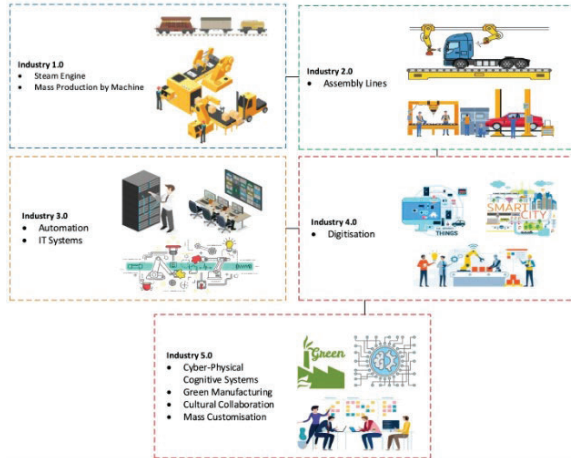 Industry 1.0
• Steam Engine
• Mass Production by Machine
Industry 2.0
• Assembly Lines
Industry 3.0
• Automation
• IT Systems
Industry 4.0
• Digitisation
THINGS
SMART
CITY
Industry 5.0
• Cyber-Physical
Cognitive Systems
• Green Manufacturing
• Cultural Collaboration
• Mass Customisation
Green